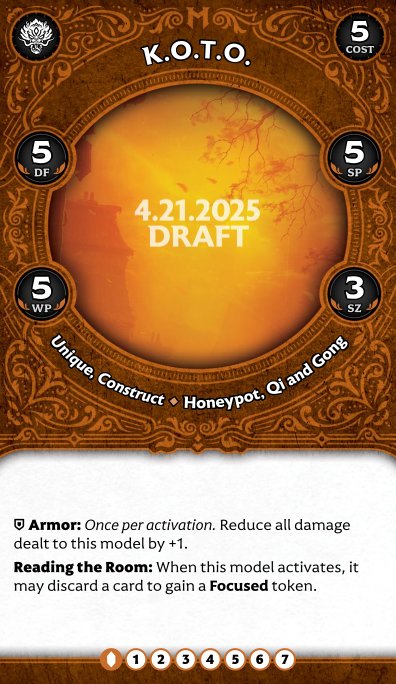 M
5
COST
K.O.T.O.
5
DF
5
SP
4.21.2025
DRAFT
5
WP
3
SZ
Unique, Construct ◆ Honeypot, Qi and Gong
Armor: Once per activation. Reduce all damage
dealt to this model by +1.
Reading the Room: When this model activates, it
may discard a card to gain a Focused token.
1 2 3 4 5 6 7